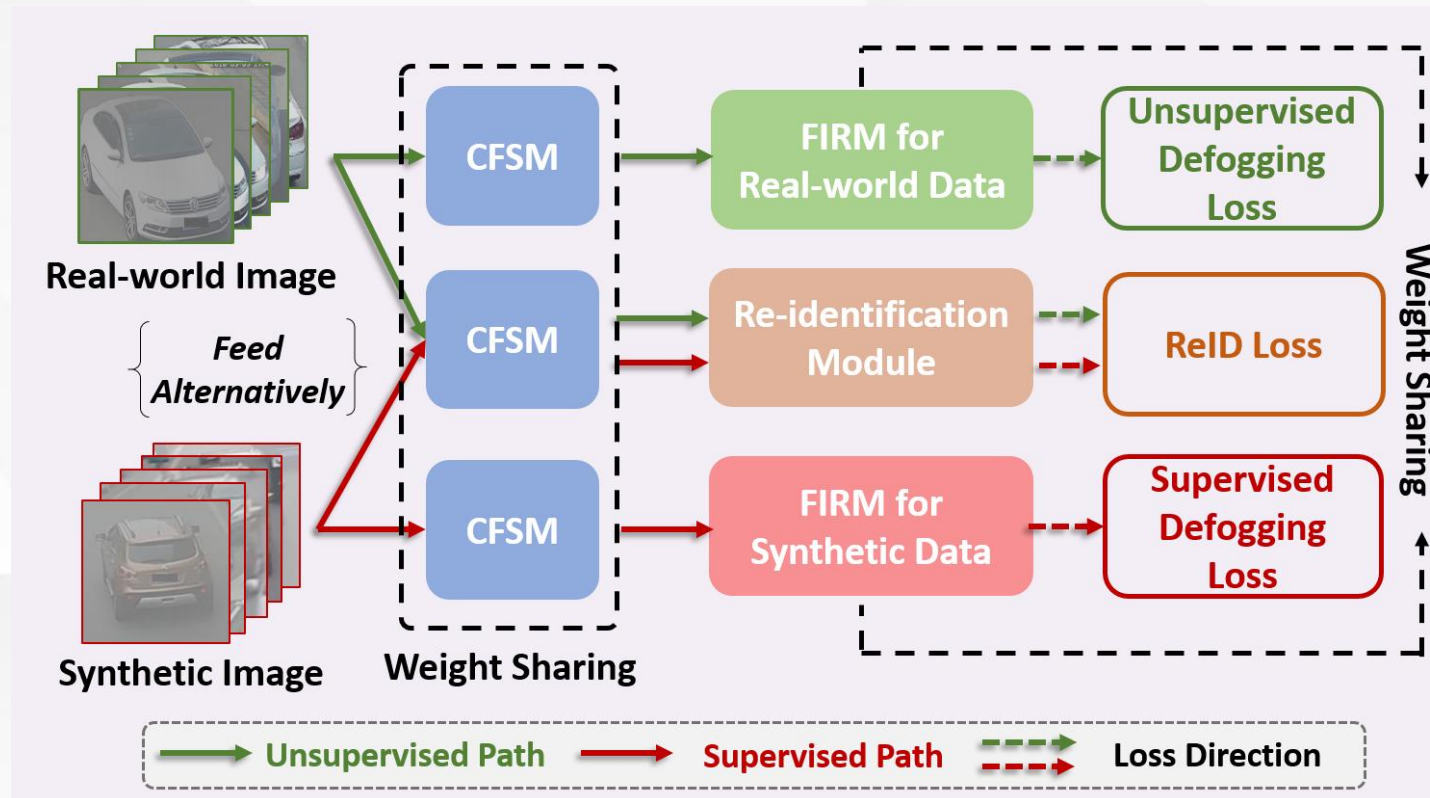 Real-world Image
Feed
Alternatively
Synthetic Image
CFSM
CFSM
CFSM
Weight Sharing
FIRM for
Real-world Data
Re-identification
Module
FIRM for
Synthetic Data
Unsupervised
Defogging
Loss
ReID Loss
Supervised
Defogging
Loss
Weight Sharing
Unsupervised Path
Supervised Path
Loss Direction